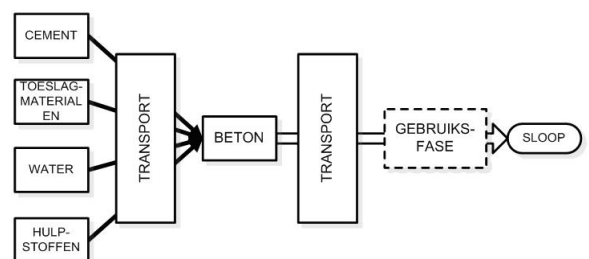 CEMENT
TOESLAG-
MATERIAL
EN
WATER
HULP-
STOFFEN
TRANSPORT
BETON
TRANSPORT
GEBRUIKS-
FASE
SLOOP